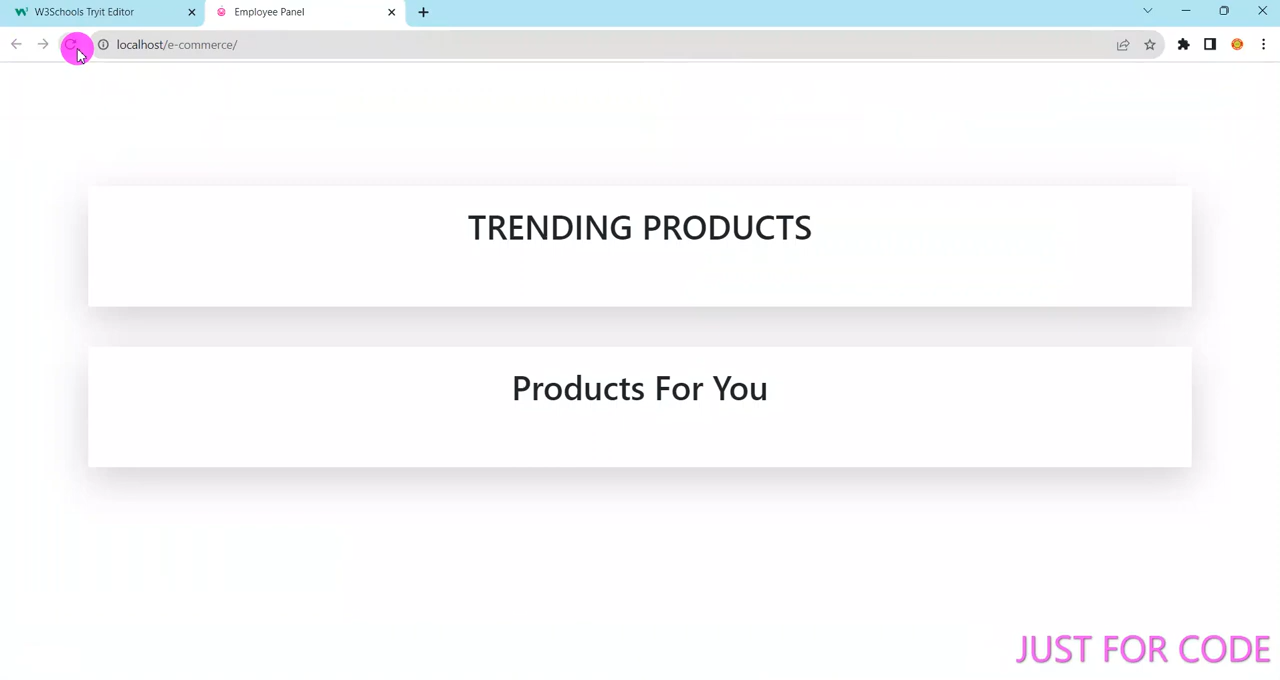 W3Schools Tryit Editor
Employee Panel
localhost/e-commerce/
TRENDING PRODUCTS
Products For You
JUST FOR CODE